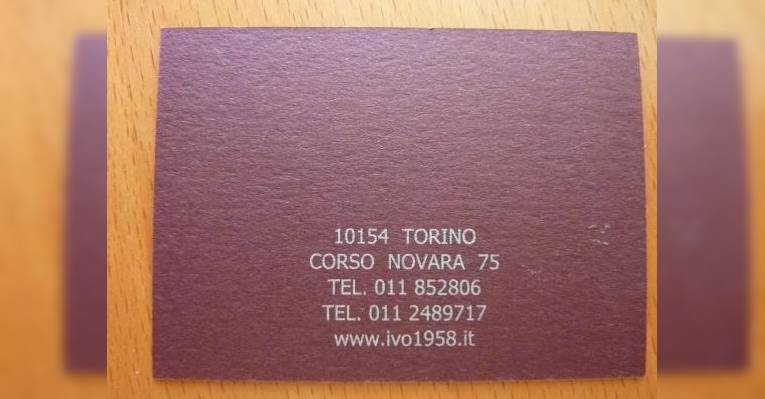 10154 TORINO
CORSO NOVARA 75
TEL. 011 852806
TEL. 011 2489717
www.ivo1958.it